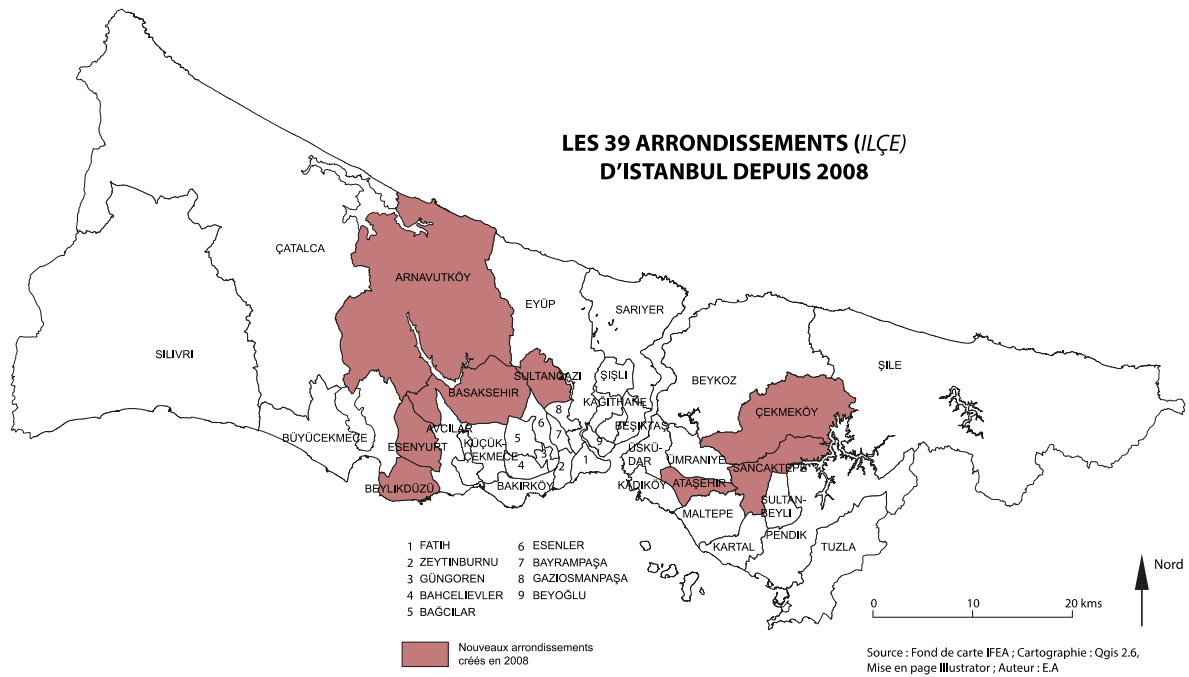 LES 39 ARRONDISSEMENTS (ILÇE)
D'ISTANBUL DEPUIS 2008
ÇATALCA
ARNAVUTKÖY
EYÜP
SARIYER
SILIVRI
ŞILE
BEYKOZ
SULTANGAZI
ŞIŞLI
BASAKSEHIR
KAGITHANE
ÇEKMEKÖY
8
BÜYÜCEKMECE
AVCILAR
6
BEŞIKTAŞ
ESENYURT
KÜÇÜK-
ÇEKMECE
5
7
9
ÜSKÜ-
DAR
ÜMRANIYE
SANCAKTEPE
3
4
2
1
BEYLIKDÜZÜ
BAKIRKÖY
KADIKÖY
ATAŞEHIR
SULTAN-
BEYLI
MALTEPE
PENDIK
KARTAL
TUZLA
1 FATIH
2 ZEYTINBURNU
3 GÜNGOREN
4 BAHCELIEVLER
5 BAĞCILAR
6 ESENLER
7 BAYRAMPAŞA
8 GAZIOSMANPAŞA
9 BEYOĞLU
Nouveaux arrondissements
créés en 2008
Nord
0 10 20 kms
Source : Fond de carte IFEA ; Cartographie : Qgis 2.6,
Mise en page Illustrator ; Auteur : E.A